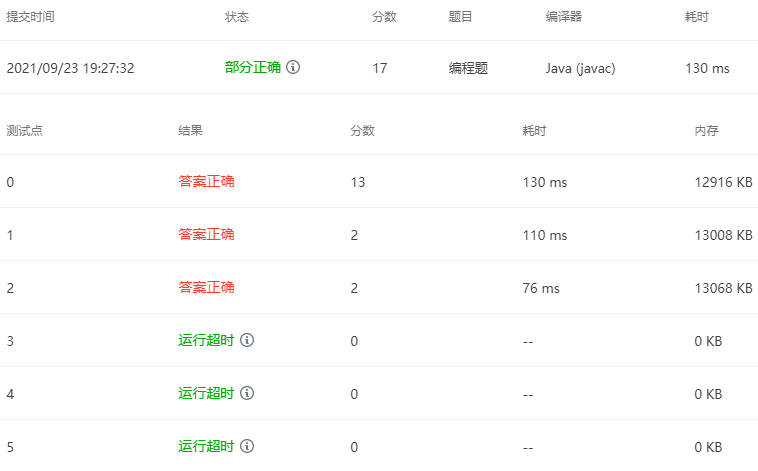 提交时间 状态 分数 题目 编译器 耗时
2021/09/23 19:27:32 部分正确 17 编程题 Java (javac) 130 ms
测试点 结果 分数 耗时 内存
0 答案正确 13 130 ms 12916 KB
1 答案正确 2 110 ms 13008 KB
2 答案正确 2 76 ms 13068 KB
3 运行超时 0 -- 0 KB
4 运行超时 0 -- 0 KB
5 运行超时 0 -- 0 KB